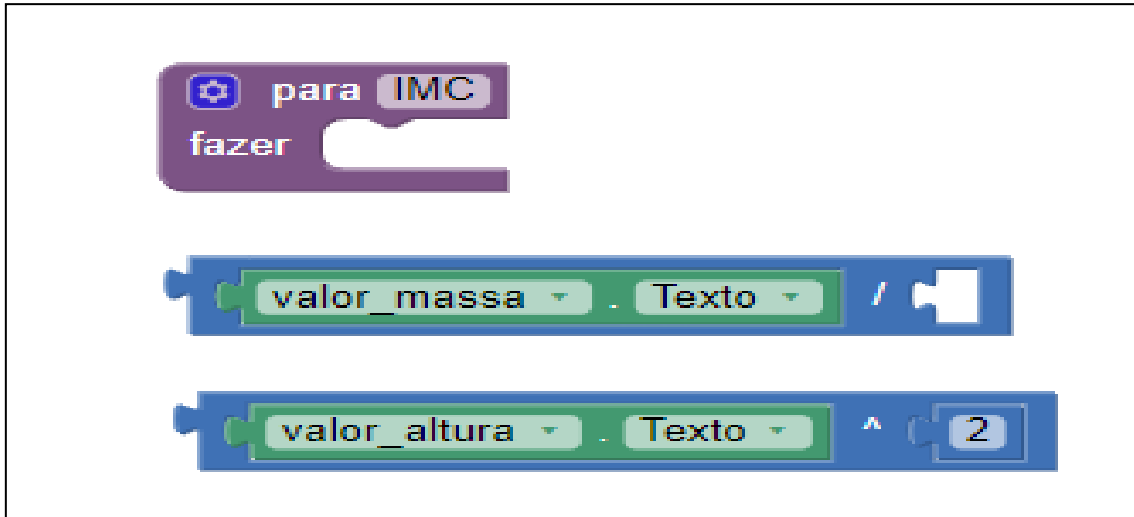 para IMC
fazer
valor_massa . Texto /
valor_altura . Texto ^ 2